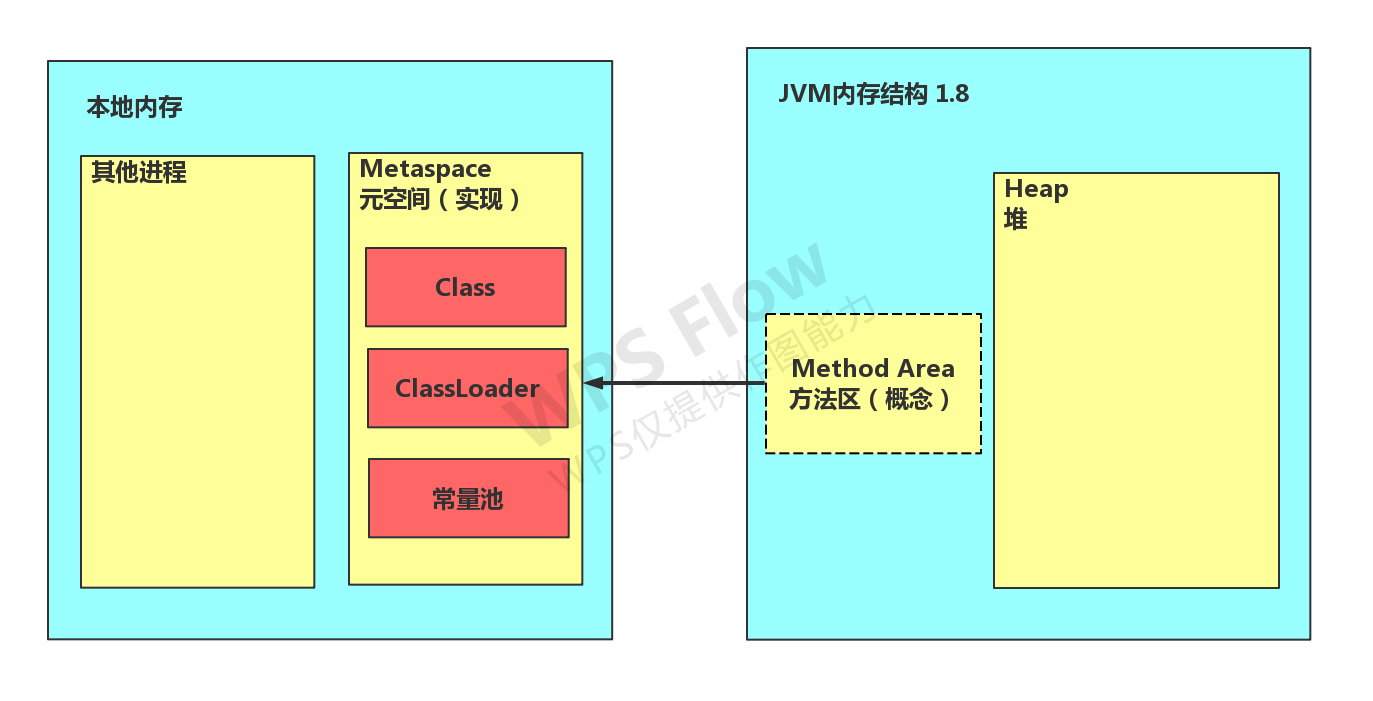 本地内存
其他进程
Metaspace
元空间（实现）
Class
ClassLoader
常量池
JVM内存结构 1.8
Heap
堆
Method Area
方法区（概念）
WPS Flow
WPS仅提供作图能力